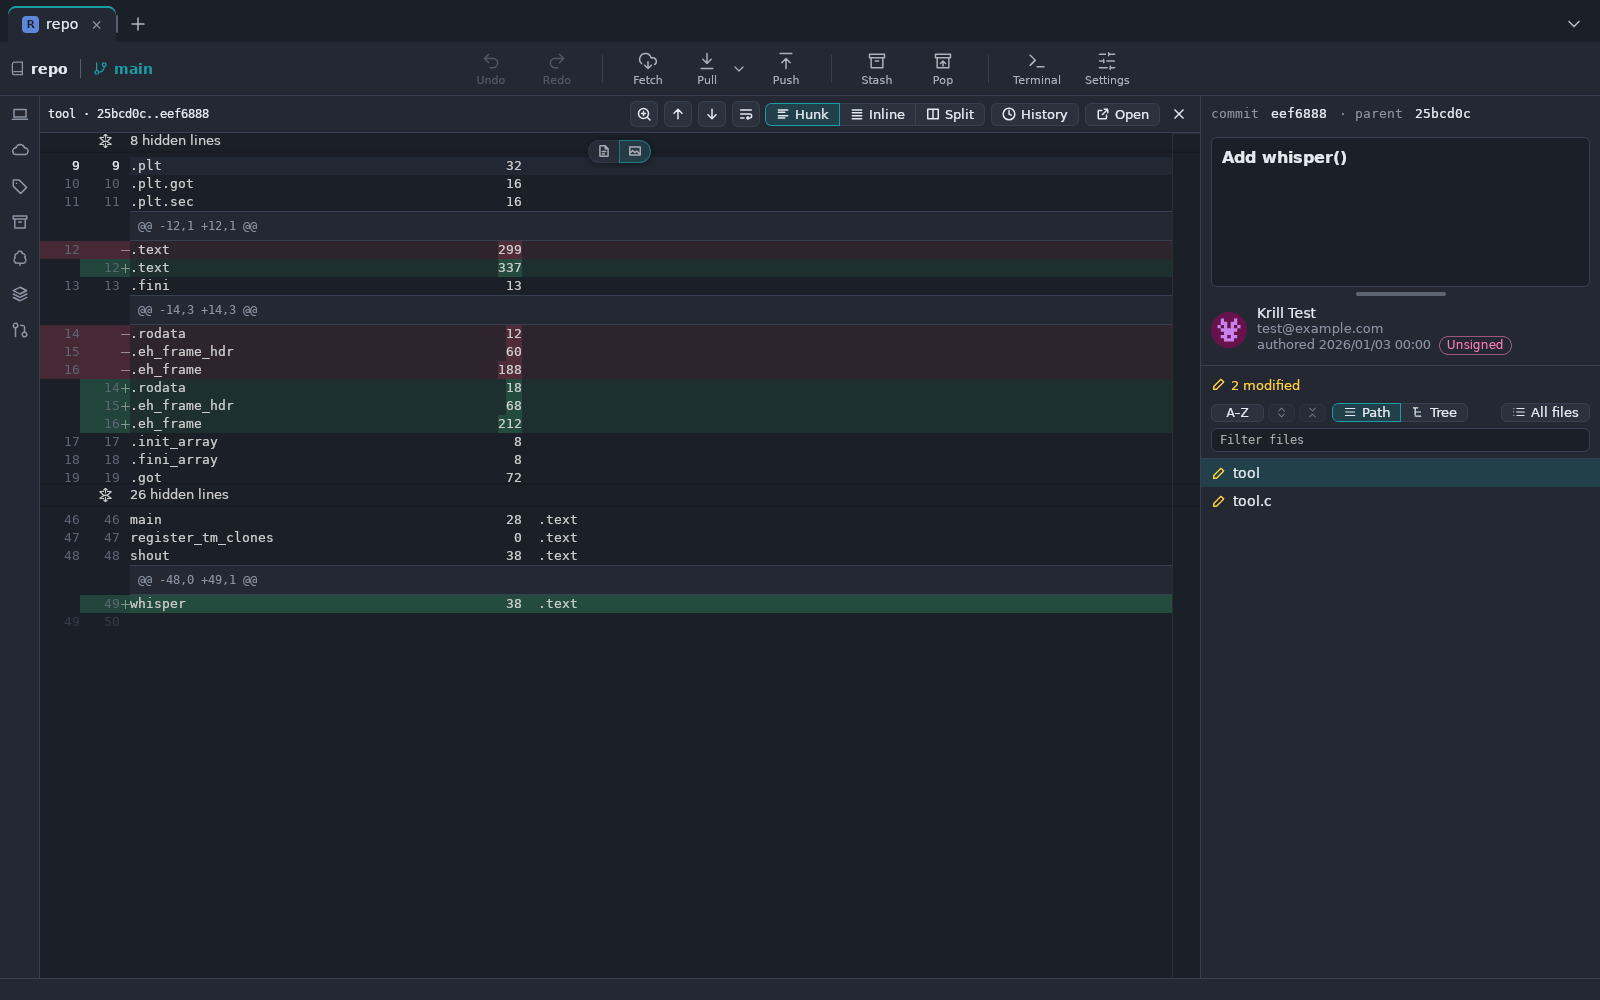 R repo
repo main
Undo Redo Fetch Pull Push Stash Pop Terminal Settings
tool · 25bcd0c..eef6888 Hunk Inline Split History Open
8 hidden lines
9 9 .plt 32
10 10 .plt.got 16
11 11 .plt.sec 16
@@ -12,1 +12,1 @@
12 –.text 299
12+.text 337
13 13 .fini 13
@@ -14,3 +14,3 @@
14 –.rodata 12
15 –.eh_frame_hdr 60
16 –.eh_frame 188
14+.rodata 18
15+.eh_frame_hdr 68
16+.eh_frame 212
17 17 .init_array 8
18 18 .fini_array 8
19 19 .got 72
26 hidden lines
46 46 main 28 .text
47 47 register_tm_clones 0 .text
48 48 shout 38 .text
@@ -48,0 +49,1 @@
49+whisper 38 .text
49 50
commit eef6888 · parent 25bcd0c
Add whisper()
Krill Test
test@example.com
authored 2026/01/03 00:00 Unsigned
2 modified
A-Z Path Tree All files
Filter files
tool
tool.c